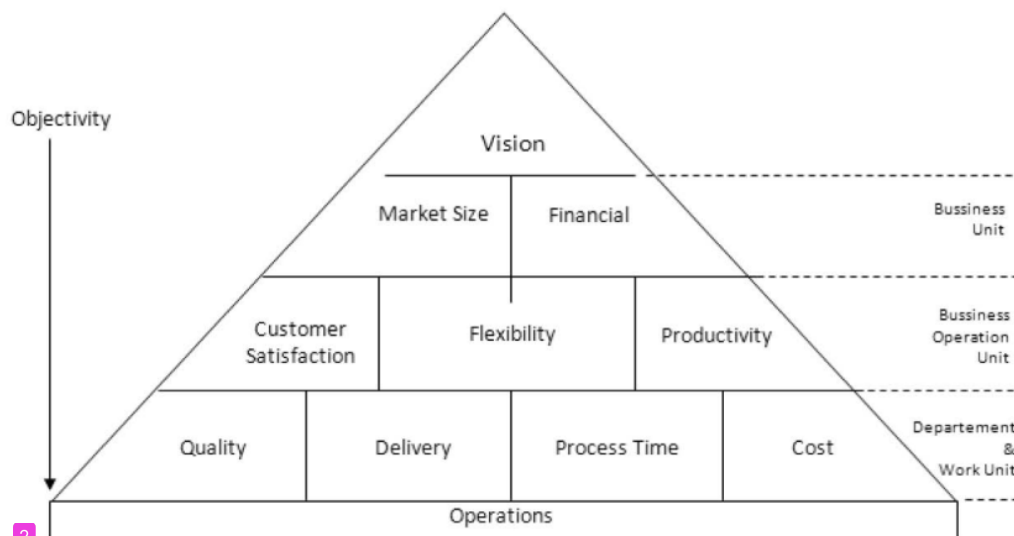 Objectivity
Vision
Market Size
Financial
Bussiness
Unit
Customer
Satisfaction
Flexibility
Productivity
Bussiness
Operation
Unit
Quality
Delivery
Process Time
Cost
Departement
&
Work Unit
Operations